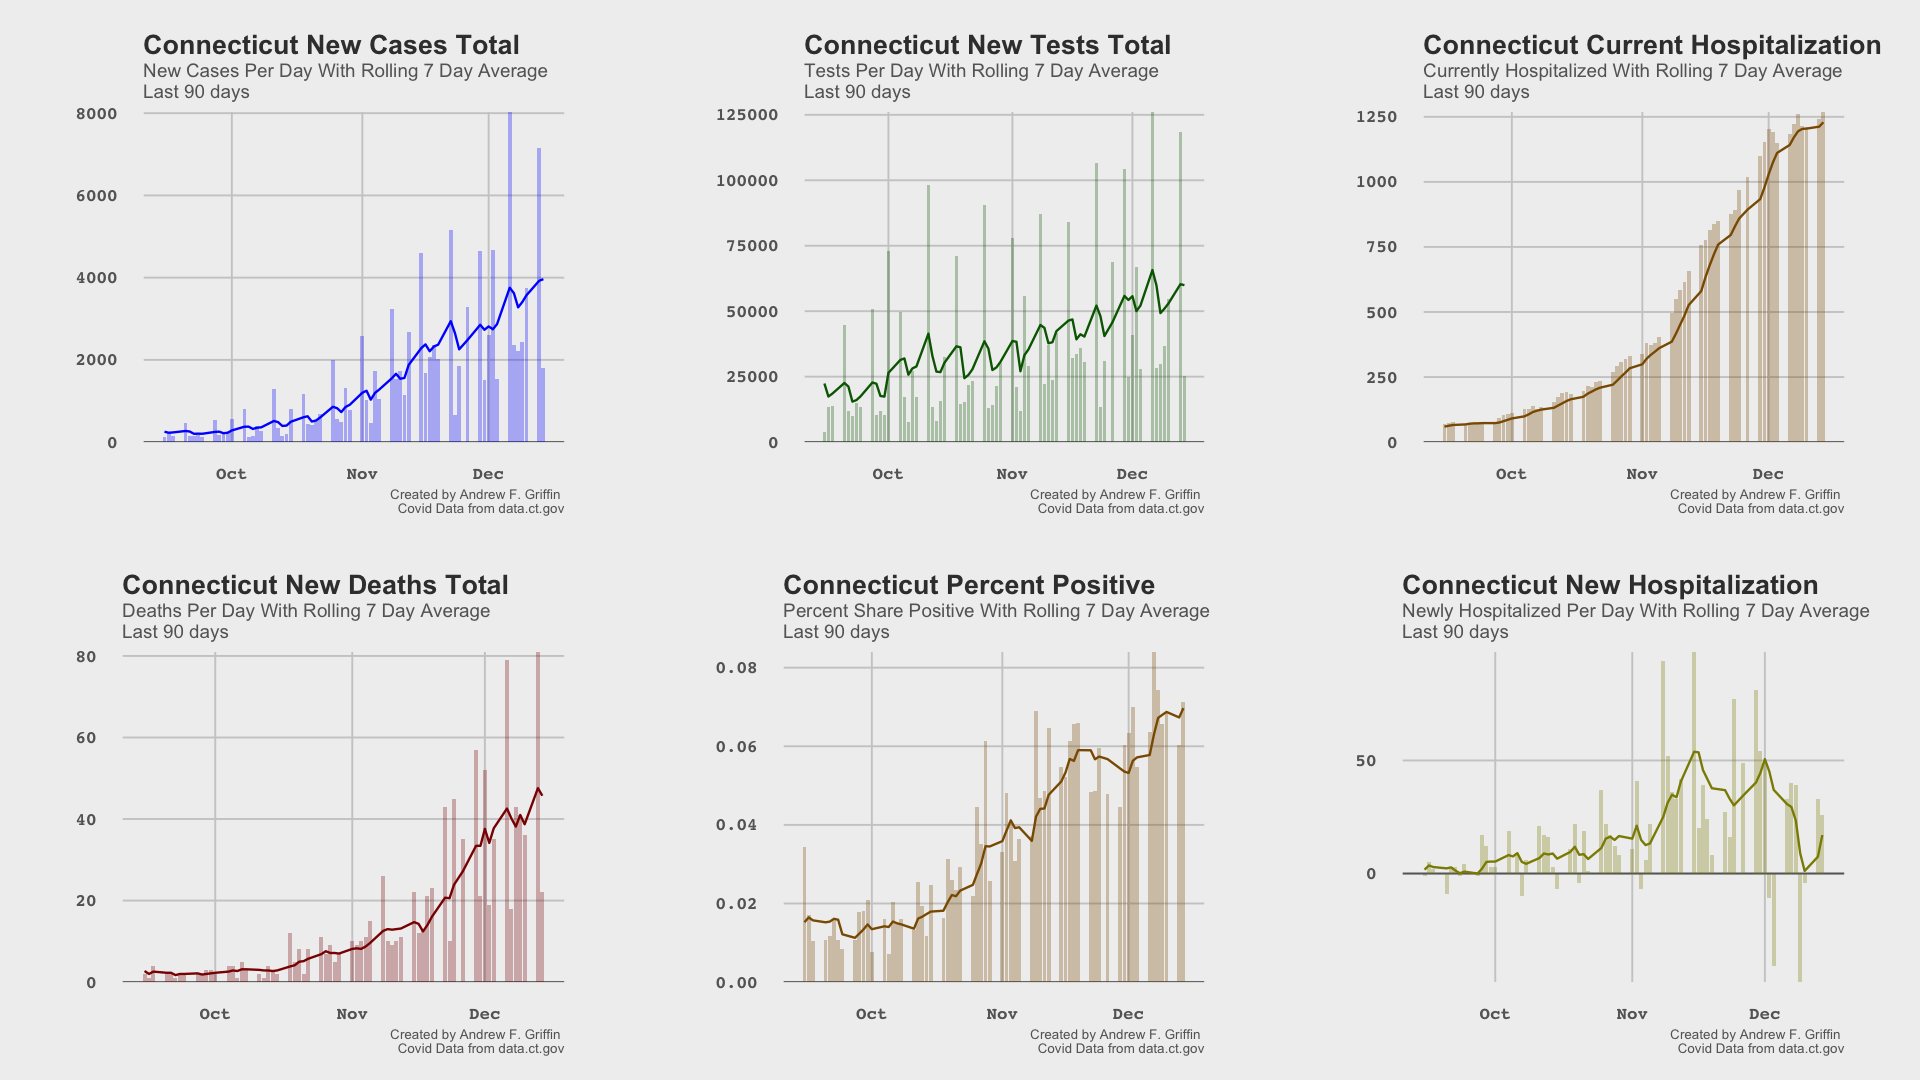 Connecticut New Cases Total
New Cases Per Day With Rolling 7 Day Average
Last 90 days
8000
6000
4000
2000
0
Oct Nov Dec
Created by Andrew F. Griffin
Covid Data from data.ct.gov
Connecticut New Tests Total
Tests Per Day With Rolling 7 Day Average
Last 90 days
125000
100000
75000
50000
25000
0
Oct Nov Dec
Created by Andrew F. Griffin
Covid Data from data.ct.gov
Connecticut Current Hospitalization
Currently Hospitalized With Rolling 7 Day Average
Last 90 days
1250
1000
750
500
250
0
Oct Nov Dec
Created by Andrew F. Griffin
Covid Data from data.ct.gov
Connecticut New Deaths Total
Deaths Per Day With Rolling 7 Day Average
Last 90 days
80
60
40
20
0
Oct Nov Dec
Created by Andrew F. Griffin
Covid Data from data.ct.gov
Connecticut Percent Positive
Percent Share Positive With Rolling 7 Day Average
Last 90 days
0.08
0.06
0.04
0.02
0.00
Oct Nov Dec
Created by Andrew F. Griffin
Covid Data from data.ct.gov
Connecticut New Hospitalization
Newly Hospitalized Per Day With Rolling 7 Day Average
Last 90 days
50
0
Oct Nov Dec
Created by Andrew F. Griffin
Covid Data from data.ct.gov